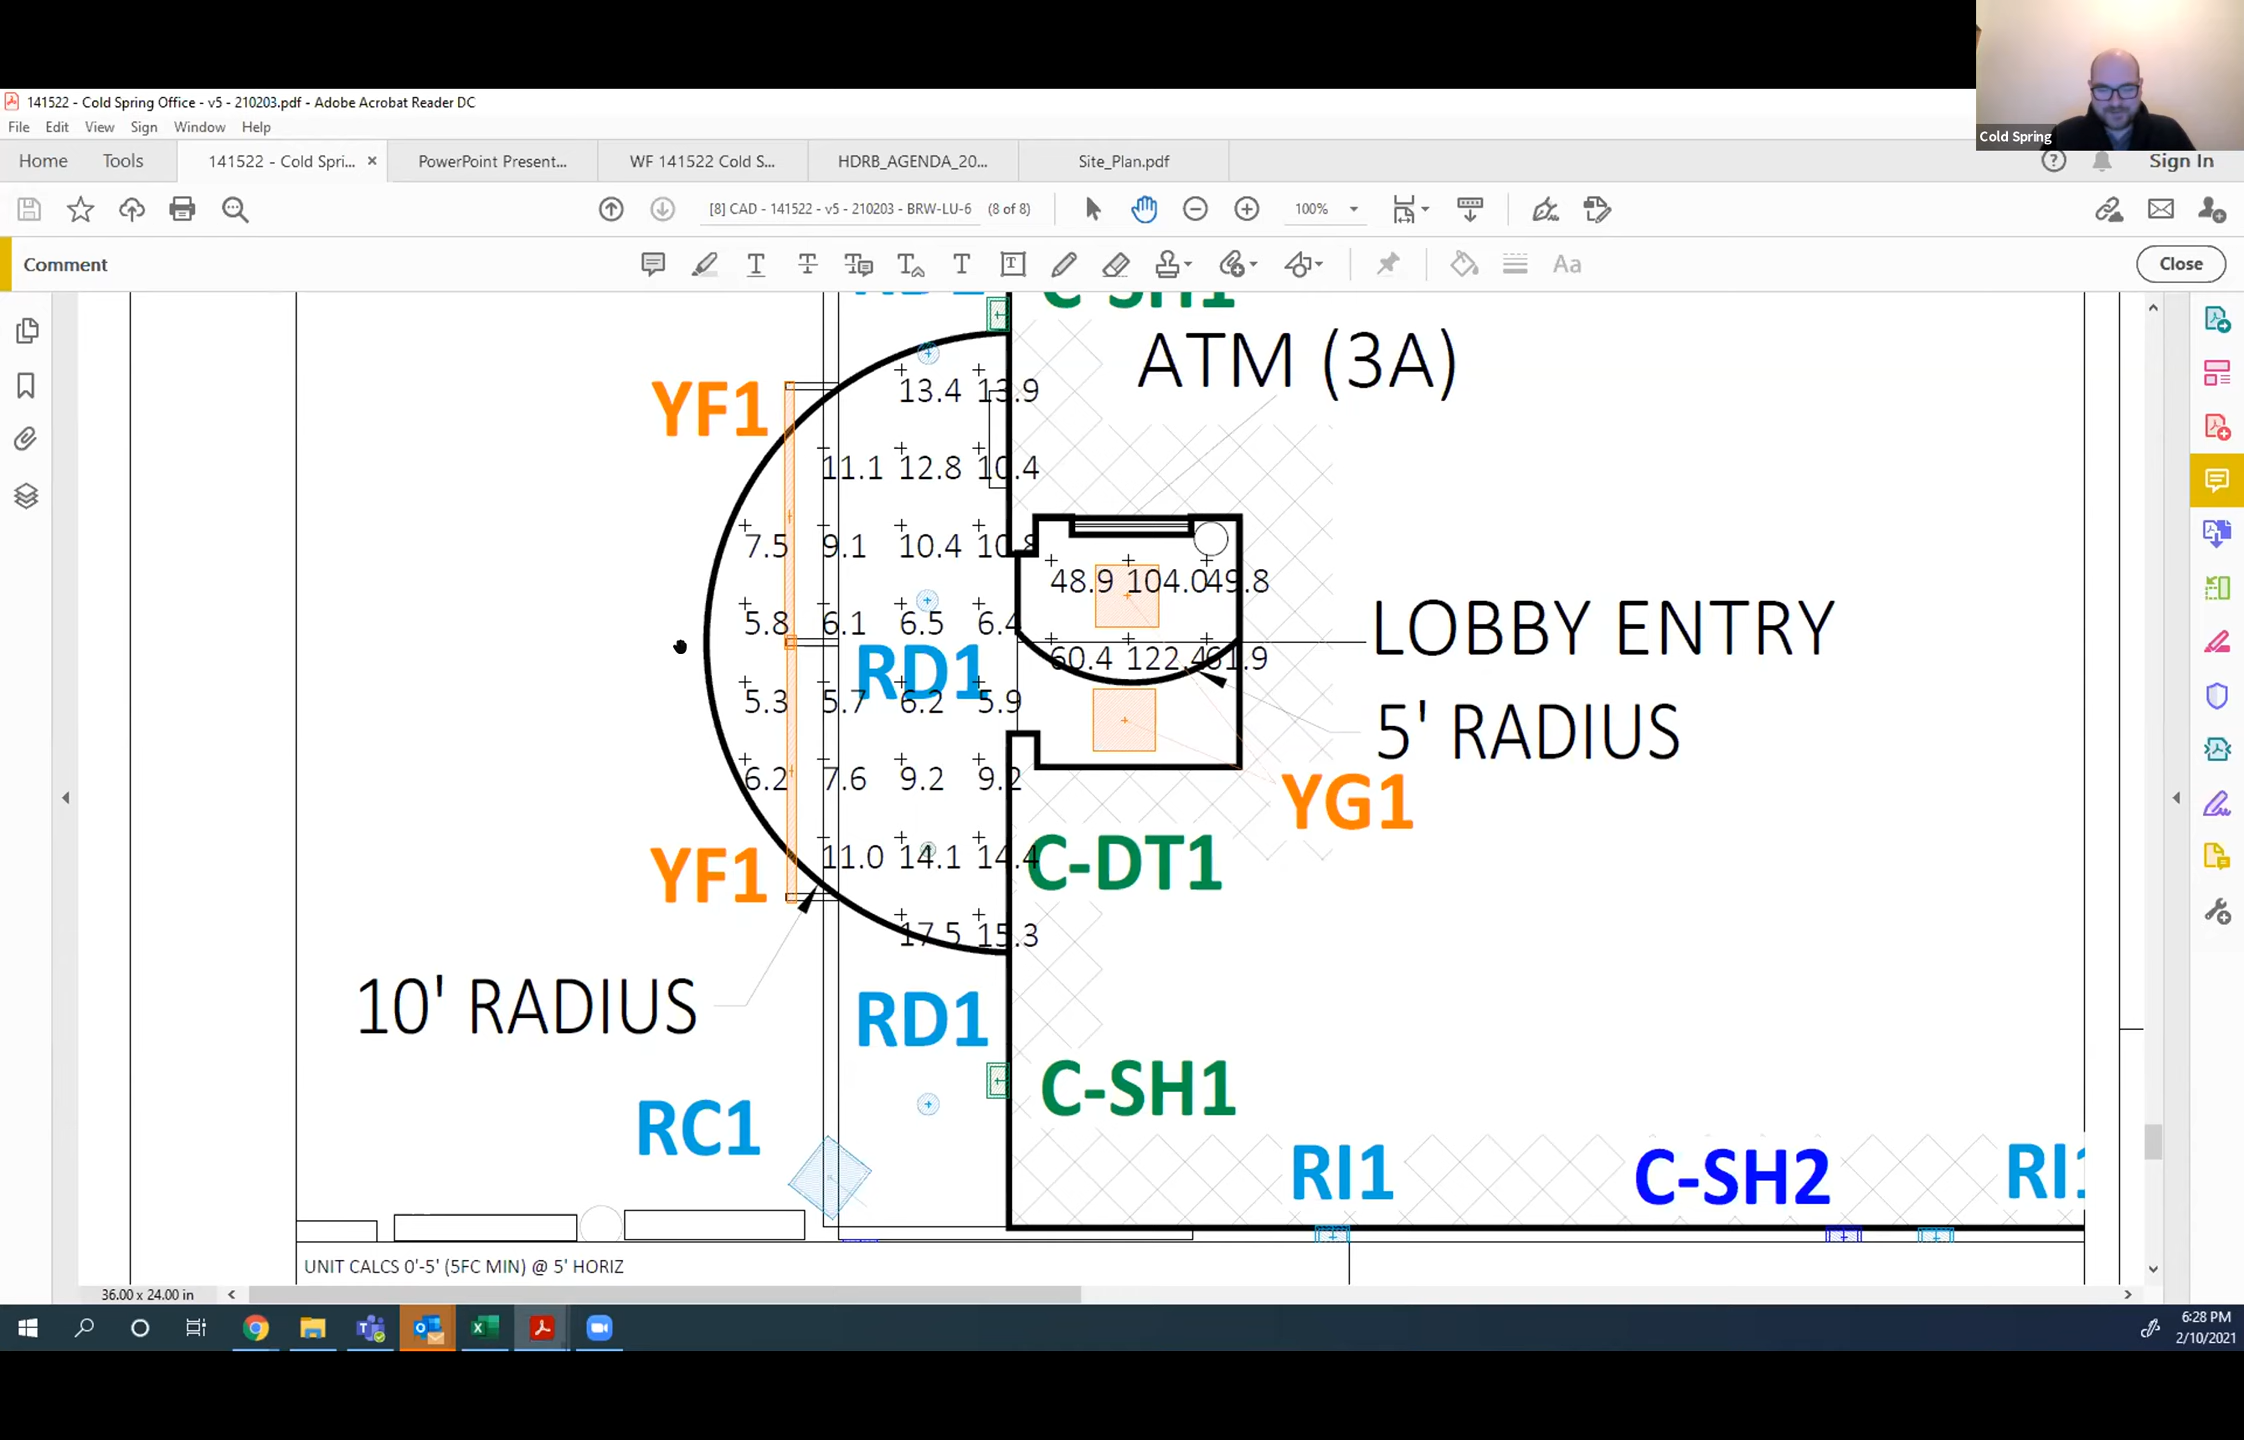 Cold Spring
141522 - Cold Spring Office - v5 - 210203.pdf - Adobe Acrobat Reader DC
File Edit View Sign Window Help
Home Tools 141522 - Cold Spri... × PowerPoint Present... WF 141522 Cold S... HDRB_AGENDA_20... Site_Plan.pdf Sign In
[8] CAD - 141522 - v5 - 210203 - BRW-LU-6 (8 of 8) 100%
Comment Aa Close
C-SH1
ATM (3A)
YF1 13.4 13.9
11.1 12.8 10.4
7.5 9.1 10.4 10.8
48.9 104.0 49.8
5.8 6.1 6.5 6.4 LOBBY ENTRY
60.4 122.4 61.9
RD1
5.3 5.7 6.2 5.9 5' RADIUS
6.2 7.6 9.2 9.2 YG1
YF1 11.0 14.1 14.4 C-DT1
17.5 15.3
10' RADIUS RD1
C-SH1
RC1 RI1 C-SH2 RI1
UNIT CALCS 0'-5' (5FC MIN) @ 5' HORIZ
36.00 x 24.00 in
6:28 PM
2/10/2021